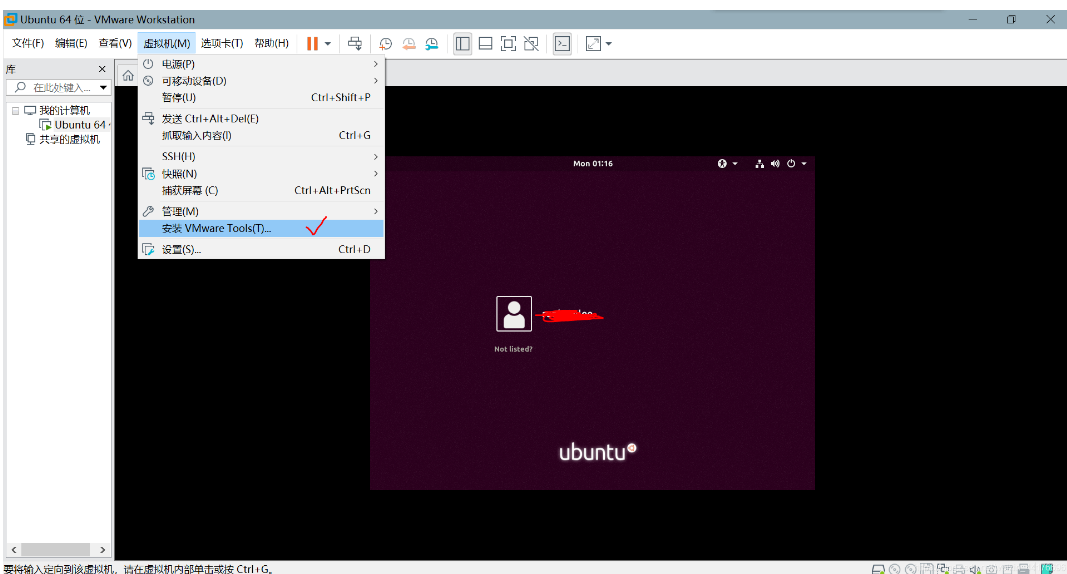 Ubuntu 64 位 - VMware Workstation
文件(F) 编辑(E) 查看(V) 虚拟机(M) 选项卡(T) 帮助(H)
库
在此处键入...
我的计算机
Ubuntu 64
共享的虚拟机
电源(P)
可移动设备(D)
暂停(U) Ctrl+Shift+P
发送 Ctrl+Alt+Del(E)
抓取输入内容(I) Ctrl+G
SSH(H)
快照(N)
捕获屏幕 (C) Ctrl+Alt+PrtScn
管理(M)
安装 VMware Tools(T)...
设置(S)... Ctrl+D
Mon 01:16
Not listed?
ubuntu
要将输入定向到该虚拟机，请在虚拟机内部单击或按 Ctrl+G。